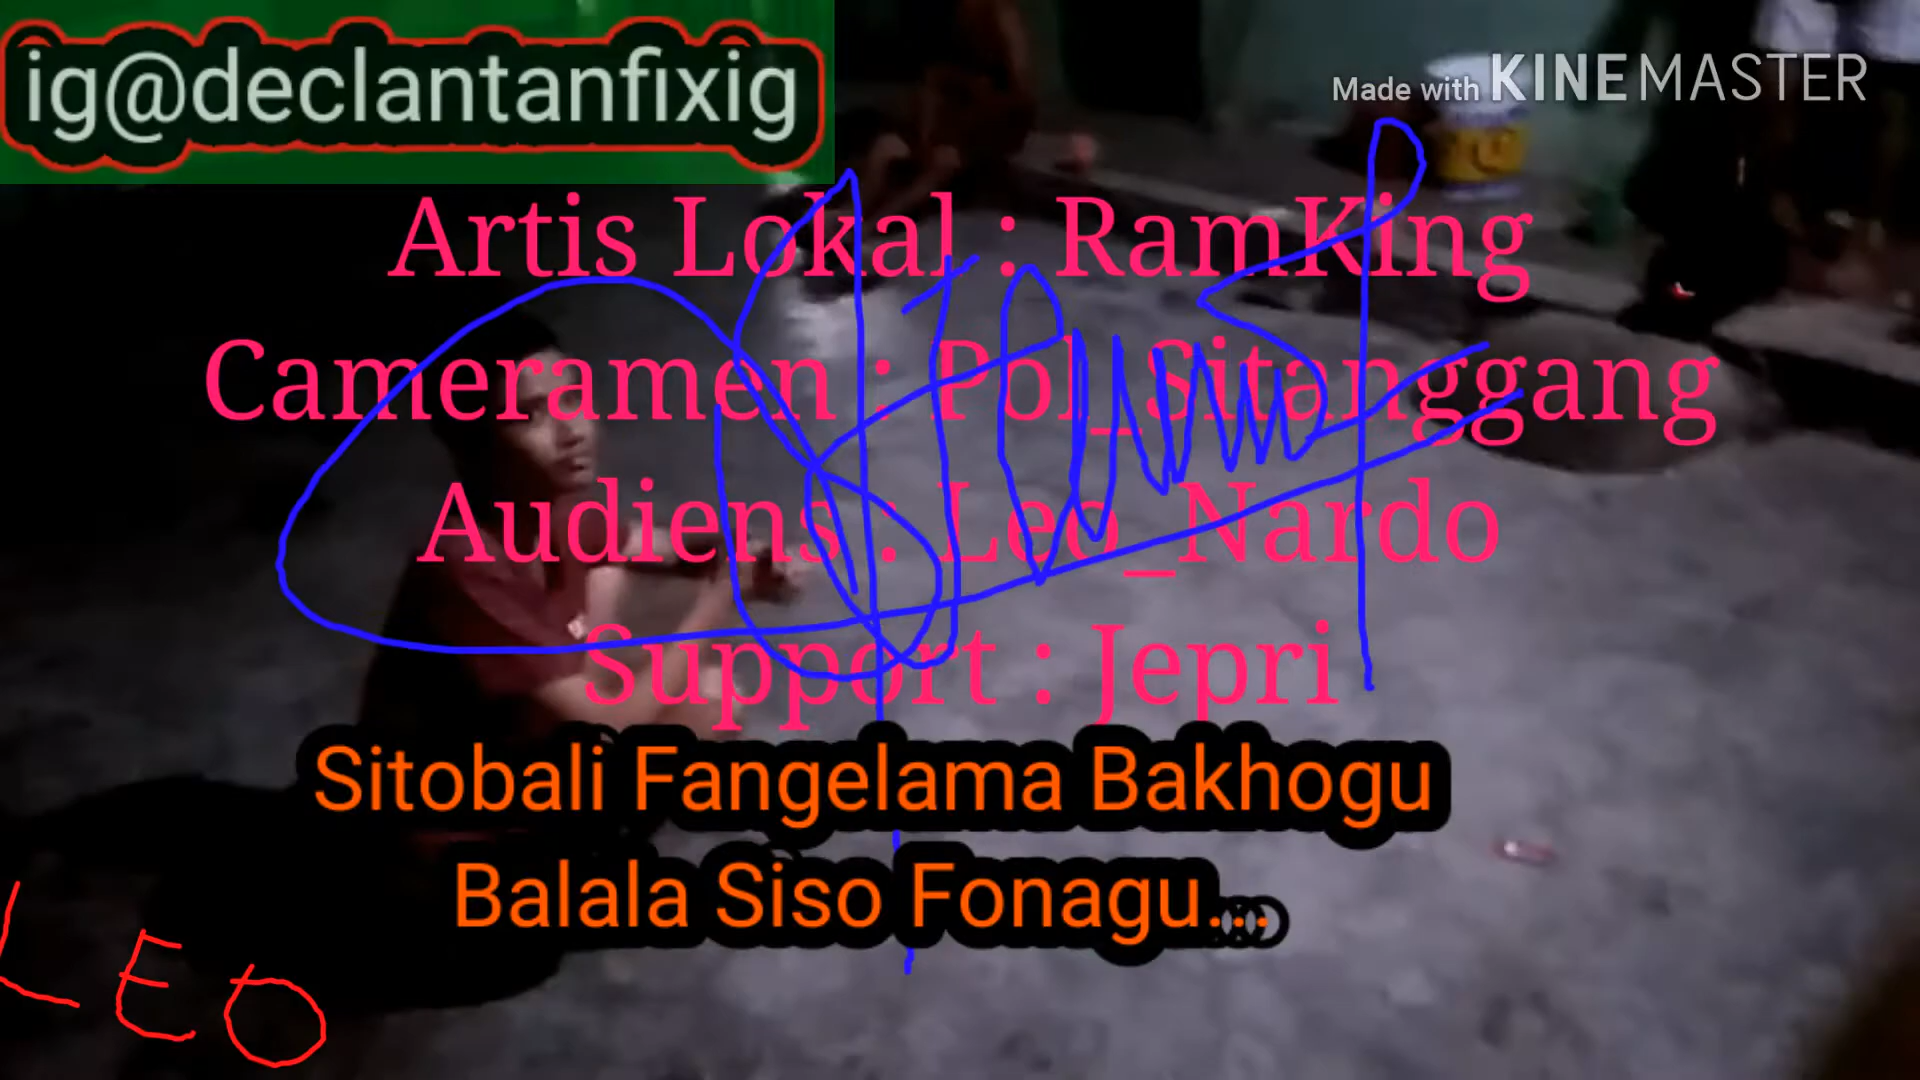 ig@declantanfixig
Made with KINEMASTER
Artis Lokal : RamKing
Cameramen : Pol_Sitanggang
Audiens : Leo_Nardo
Support : Jepri
Sitobali Fangelama Bakhogu
Balala Siso Fonagu...
LEO